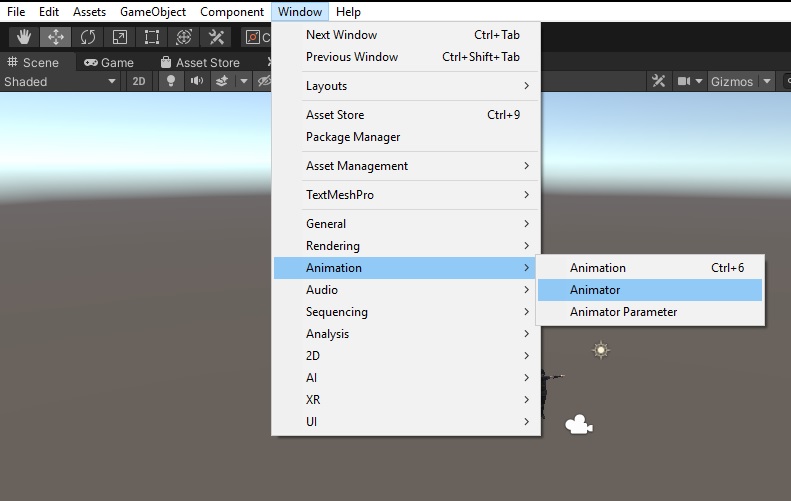 File Edit Assets GameObject Component Window Help
Scene Game Asset Store
Shaded 2D Gizmos
Next Window Ctrl+Tab
Previous Window Ctrl+Shift+Tab
Layouts
Asset Store Ctrl+9
Package Manager
Asset Management
TextMeshPro
General
Rendering
Animation
Audio
Sequencing
Analysis
2D
AI
XR
UI
Animation Ctrl+6
Animator
Animator Parameter